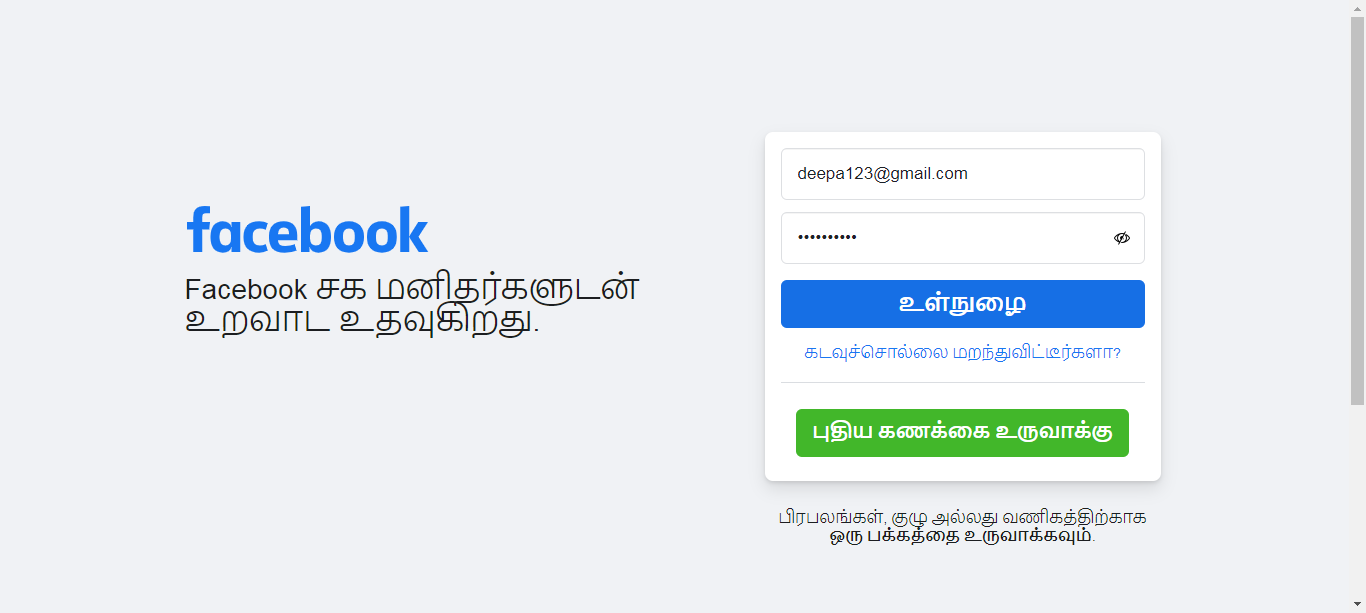 facebook
Facebook சக மனிதர்களுடன்
உறவாட உதவுகிறது.
deepa123@gmail.com
••••••••••
உள்நுழை
கடவுச்சொல்லை மறந்துவிட்டீர்களா?
புதிய கணக்கை உருவாக்கு
பிரபலங்கள், குழு அல்லது வணிகத்திற்காக
ஒரு பக்கத்தை உருவாக்கவும்.